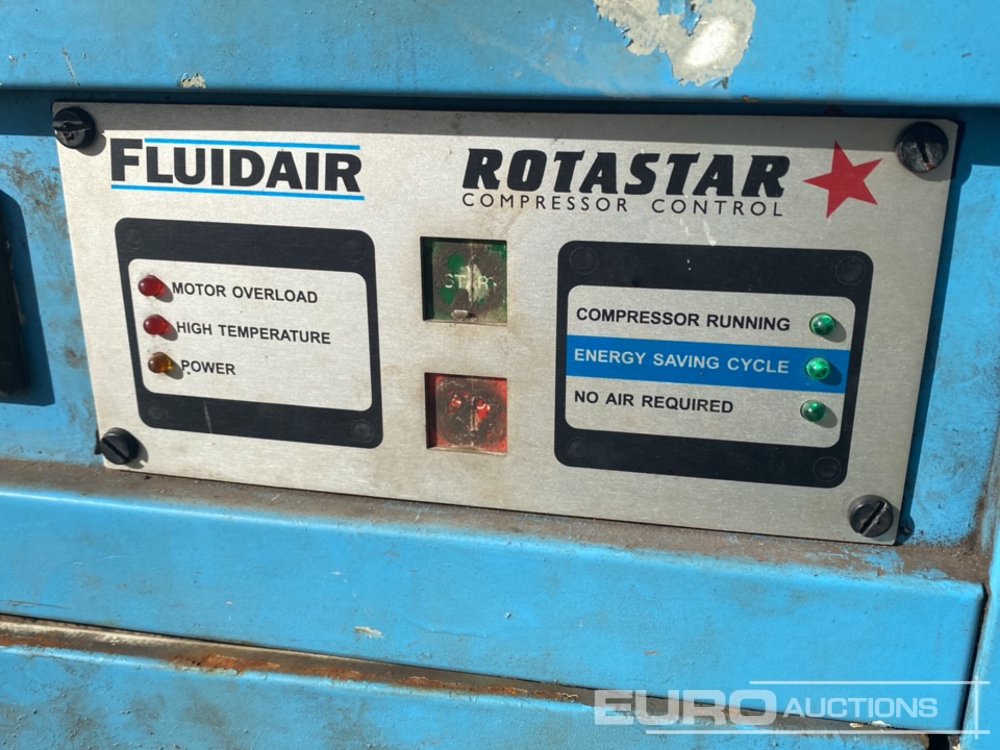 FLUIDAIR
ROTASTAR
COMPRESSOR CONTROL
MOTOR OVERLOAD
HIGH TEMPERATURE
POWER
START
COMPRESSOR RUNNING
ENERGY SAVING CYCLE
NO AIR REQUIRED
EURO AUCTIONS